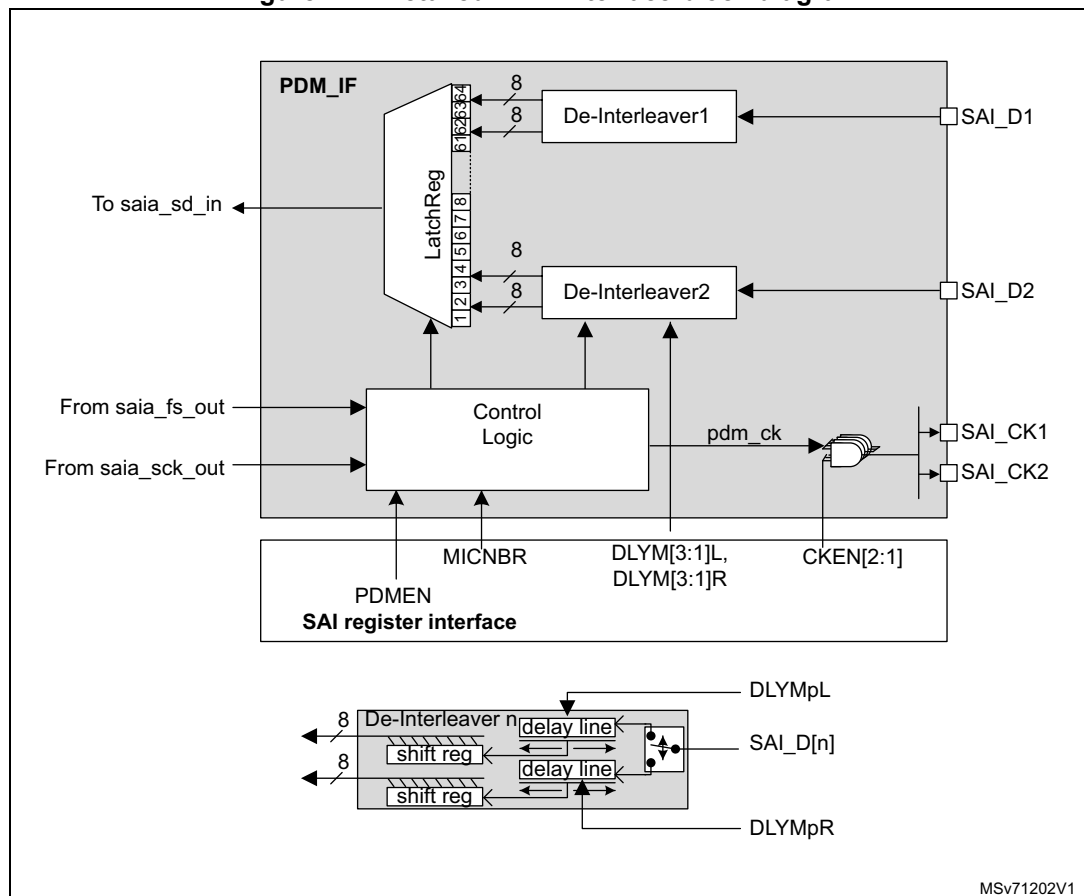 PDM_IF
8
De-Interleaver1
SAI_D1
8
61 62 63 64
To saia_sd_in
LatchReg
1 2 3 4 5 6 7 8
8
De-Interleaver2
SAI_D2
8
From saia_fs_out
Control
Logic
pdm_ck
SAI_CK1
From saia_sck_out
SAI_CK2
MICNBR
DLYM[3:1]L,
DLYM[3:1]R
CKEN[2:1]
PDMEN
SAI register interface
DLYMpL
8
De-Interleaver n
delay line
SAI_D[n]
shift reg
8
delay line
shift reg
DLYMpR
MSv71202V1